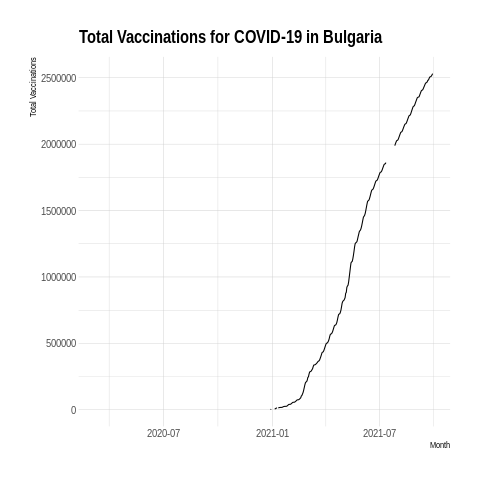 Total Vaccinations for COVID-19 in Bulgaria
Total Vaccinations
2500000
2000000
1500000
1000000
500000
0
2020-07 2021-01 2021-07
Month